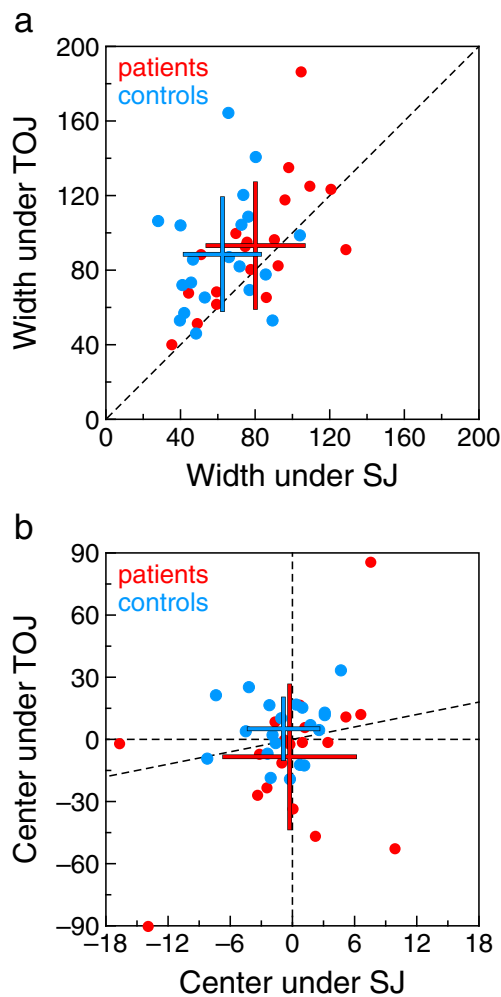 a
200
160
120
80
40
0
Width under TOJ
patients
controls
0 40 80 120 160 200
Width under SJ
b
90
60
30
0
−30
−60
−90
Center under TOJ
patients
controls
−18 −12 −6 0 6 12 18
Center under SJ